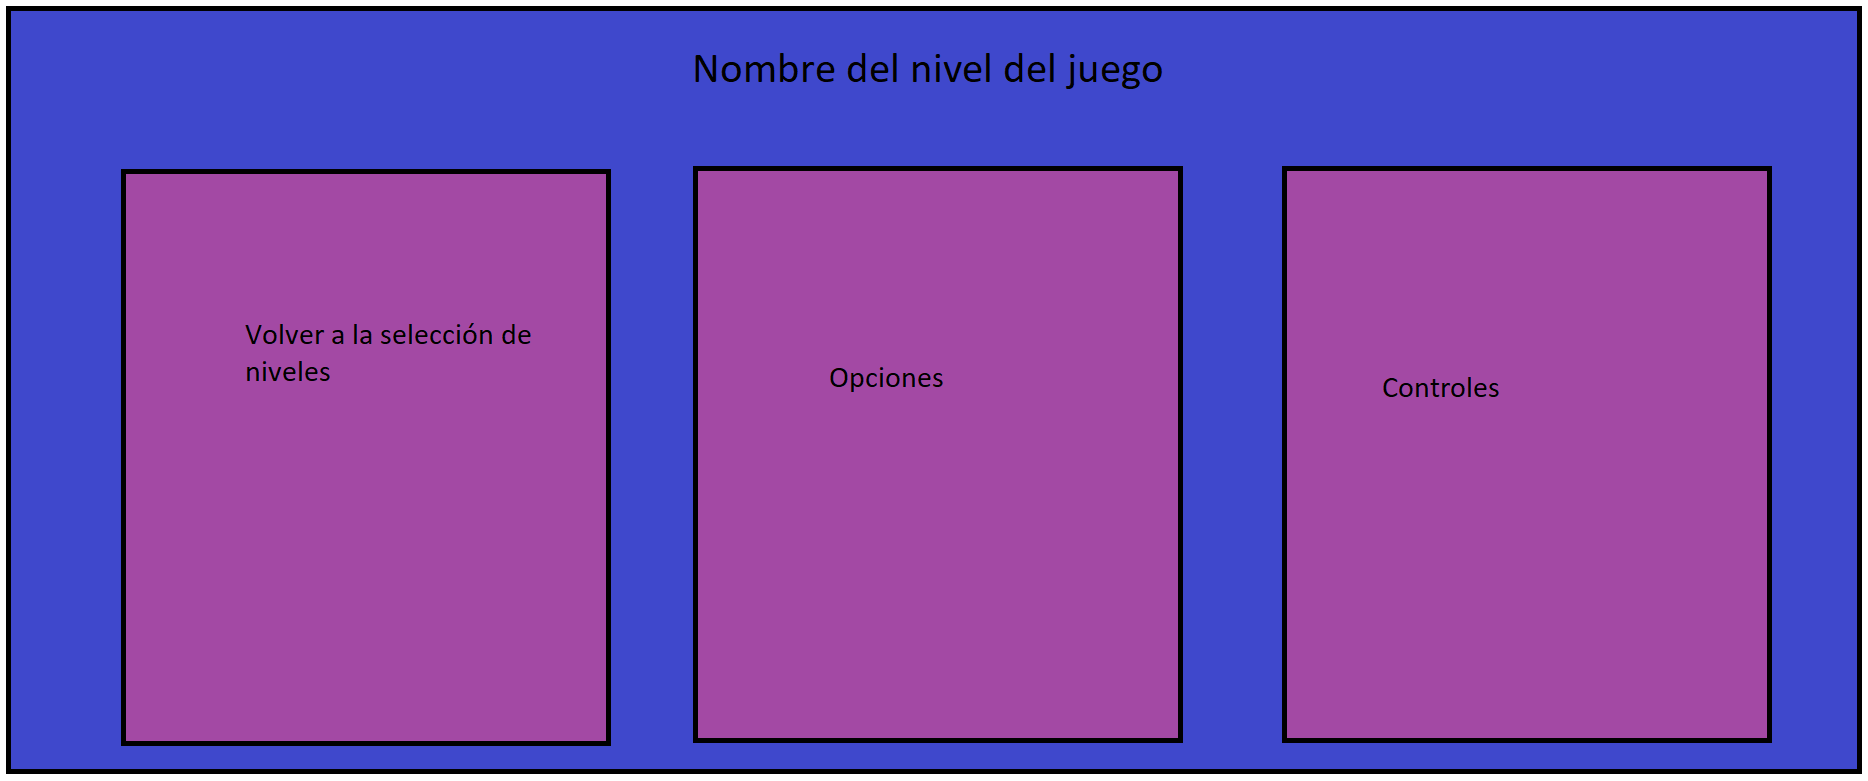 Nombre del nivel del juego
Volver a la selección de
niveles
Opciones
Controles